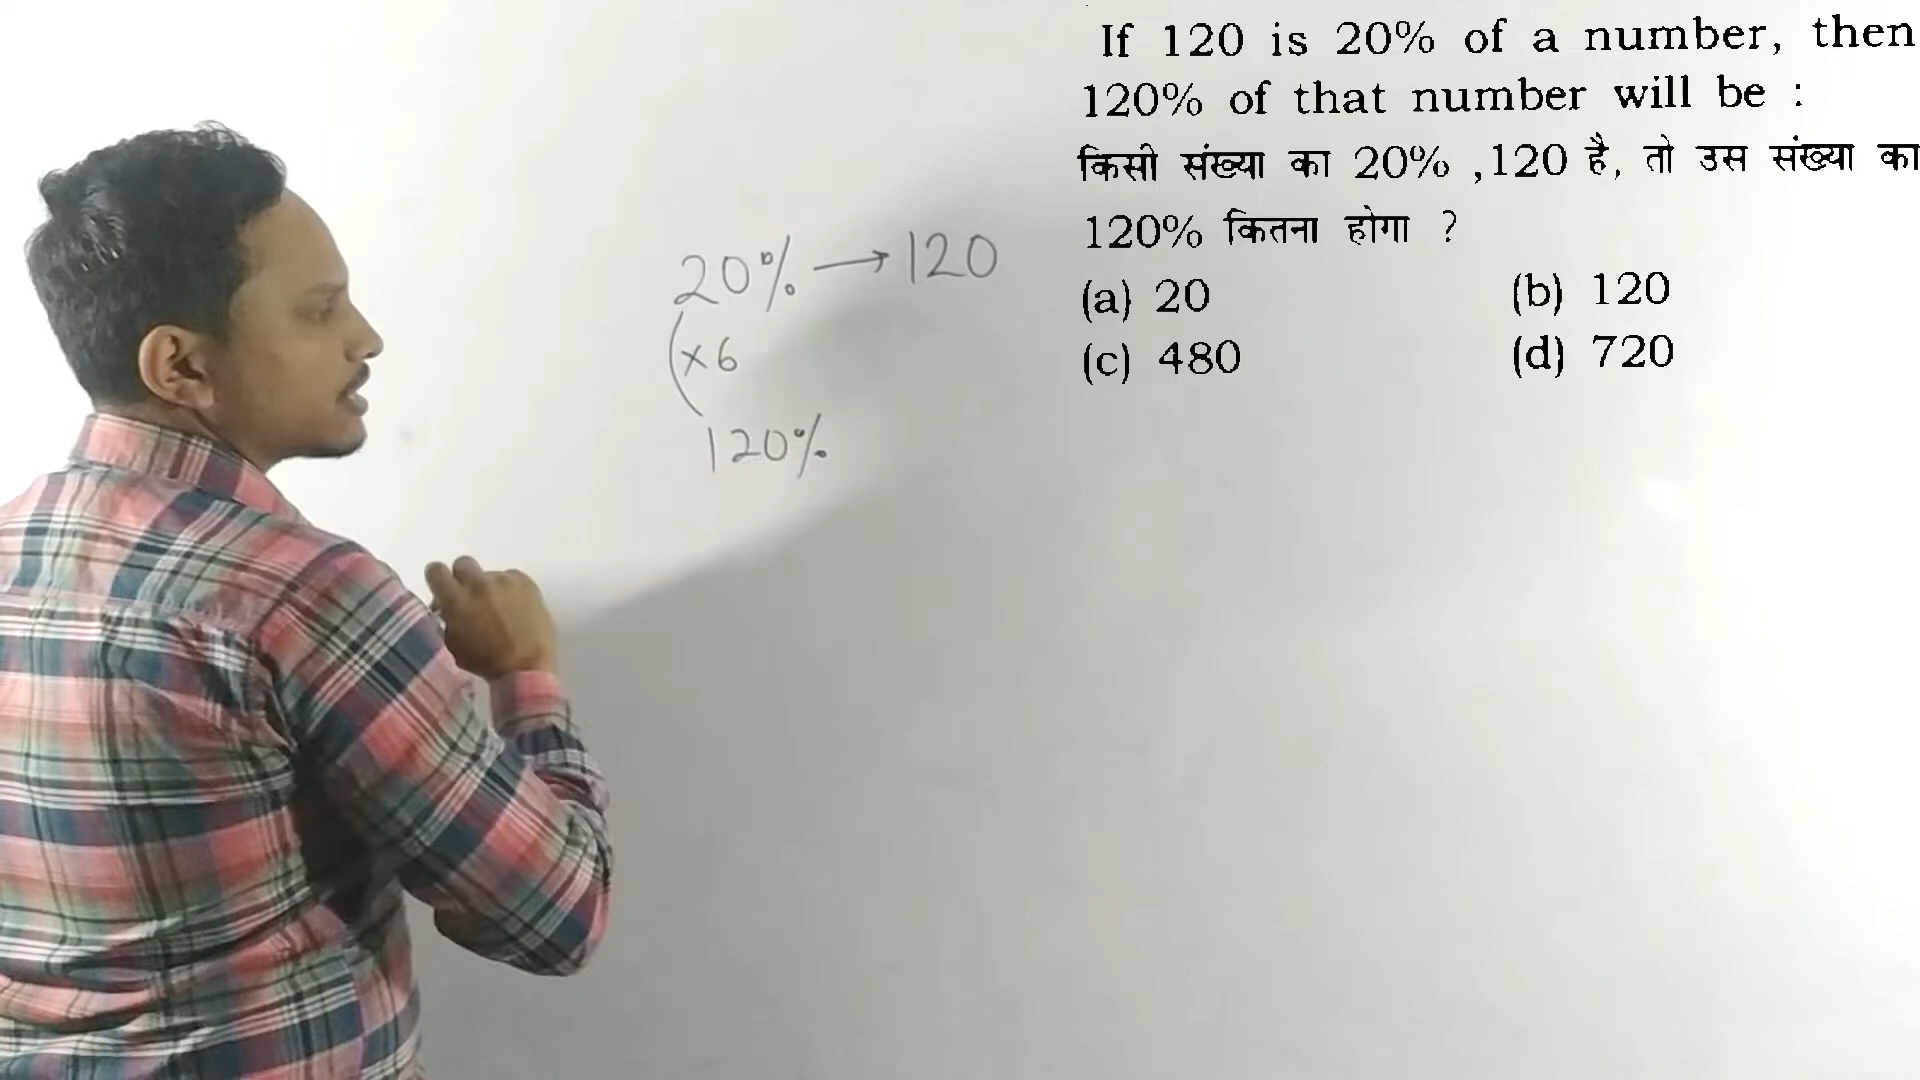 If 120 is 20% of a number, then
120% of that number will be :
किसी संख्या का 20% ,120 है, तो उस संख्या का
120% कितना होगा ?
(a) 20 (b) 120
(c) 480 (d) 720
20% → 120
( × 6
120%